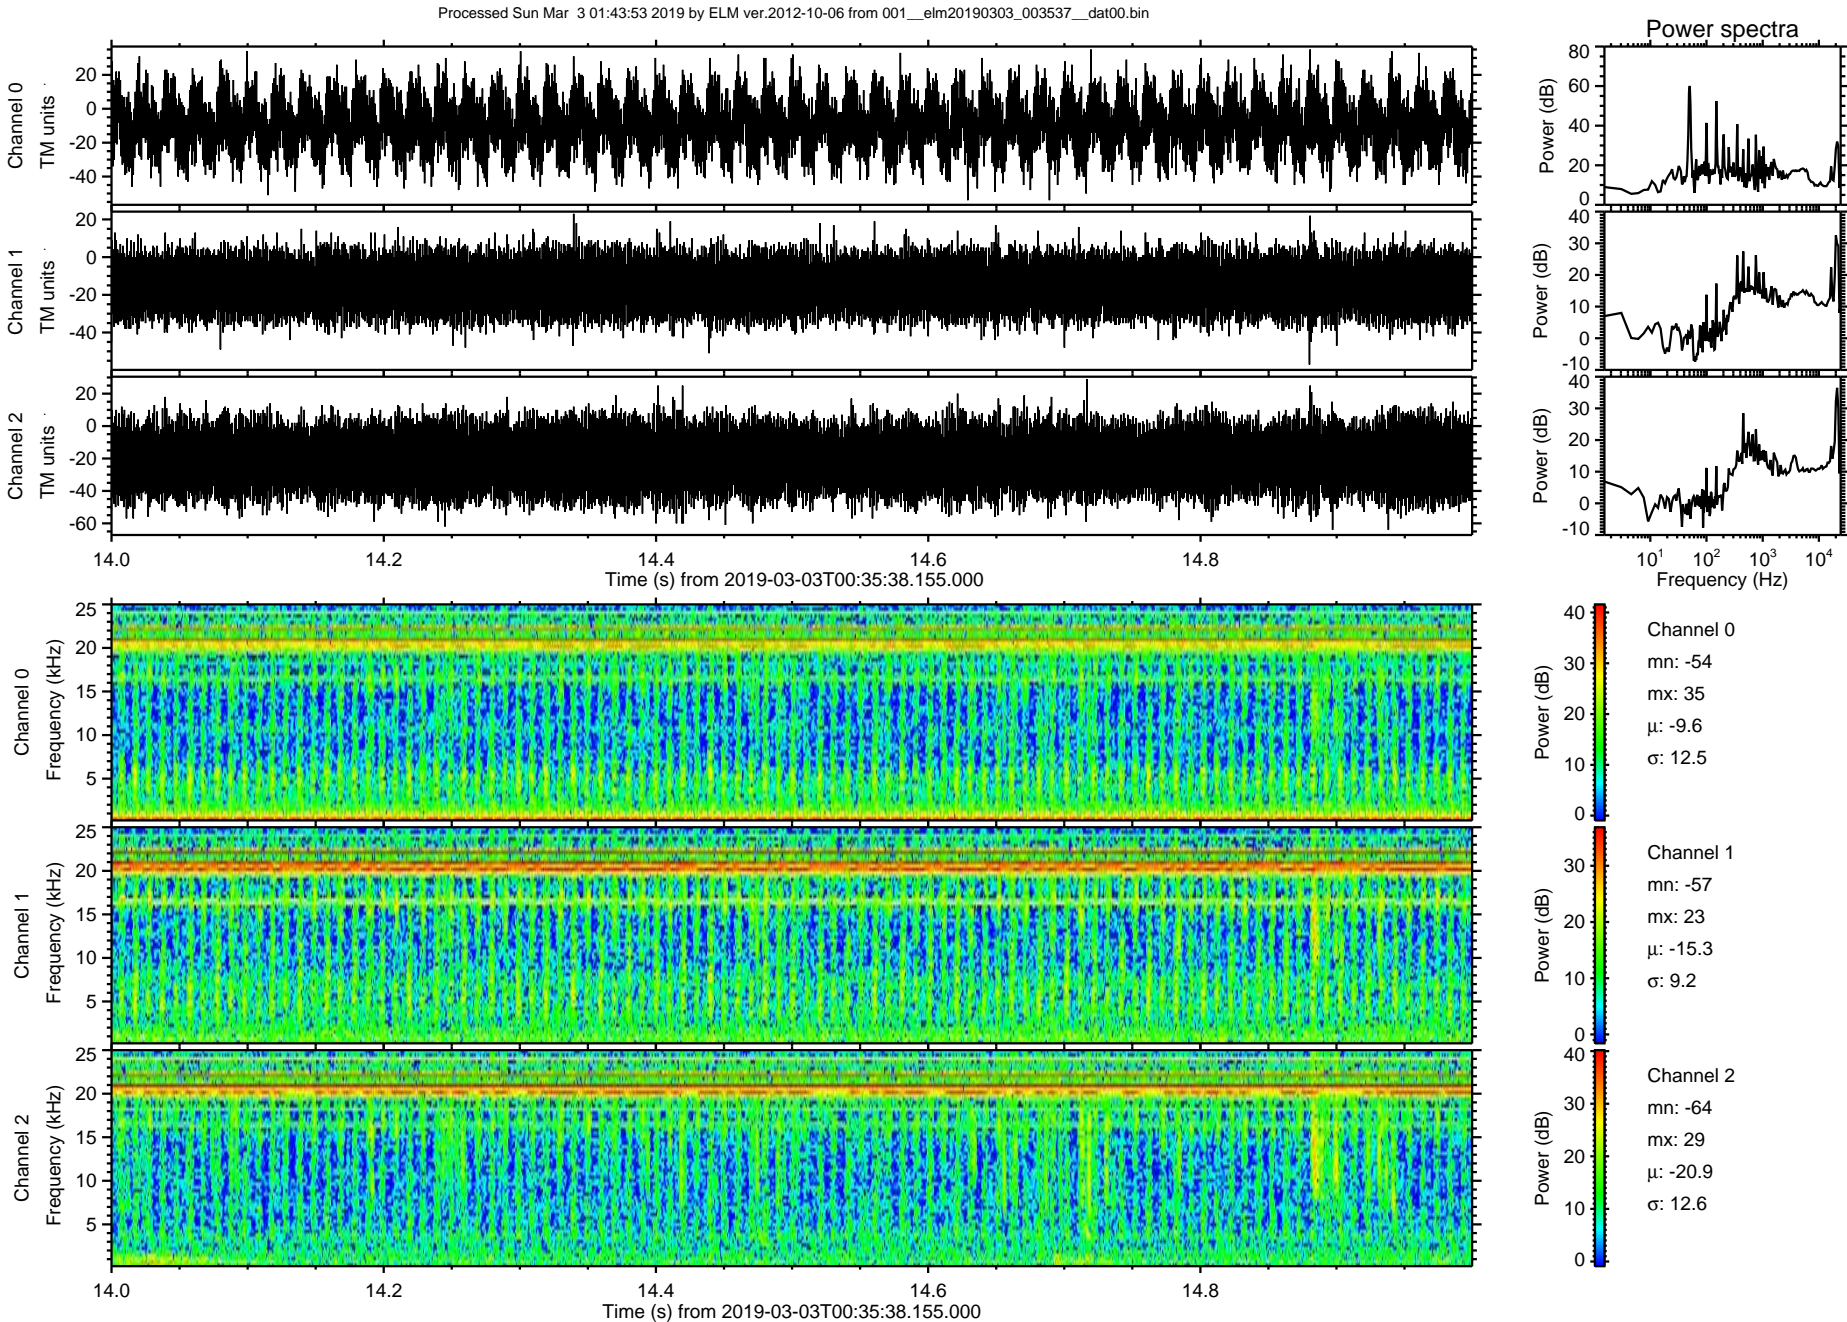 Processed Sun Mar  3 01:43:53 2019 by ELM ver.2012-10-06 from 001__elm20190303_003537__dat00.bin
Power spectra
Channel 0
TM units
20
0
-20
-40
Power (dB)
80
60
40
20
0
Channel 1
TM units
20
0
-20
-40
Power (dB)
40
30
20
10
0
-10
Channel 2
TM units
20
0
-20
-40
-60
Power (dB)
40
30
20
10
0
-10
14.0 14.2 14.4 14.6 14.8
Time (s) from 2019-03-03T00:35:38.155.000
10^1 10^2 10^3 10^4
Frequency (Hz)
Channel 0
Frequency (kHz)
25
20
15
10
5
Power (dB)
40
30
20
10
0
Channel 0
mn: -54
mx: 35
μ: -9.6
σ: 12.5
Channel 1
Frequency (kHz)
25
20
15
10
5
Power (dB)
30
20
10
0
Channel 1
mn: -57
mx: 23
μ: -15.3
σ: 9.2
Channel 2
Frequency (kHz)
25
20
15
10
5
Power (dB)
40
30
20
10
0
Channel 2
mn: -64
mx: 29
μ: -20.9
σ: 12.6
14.0 14.2 14.4 14.6 14.8
Time (s) from 2019-03-03T00:35:38.155.000